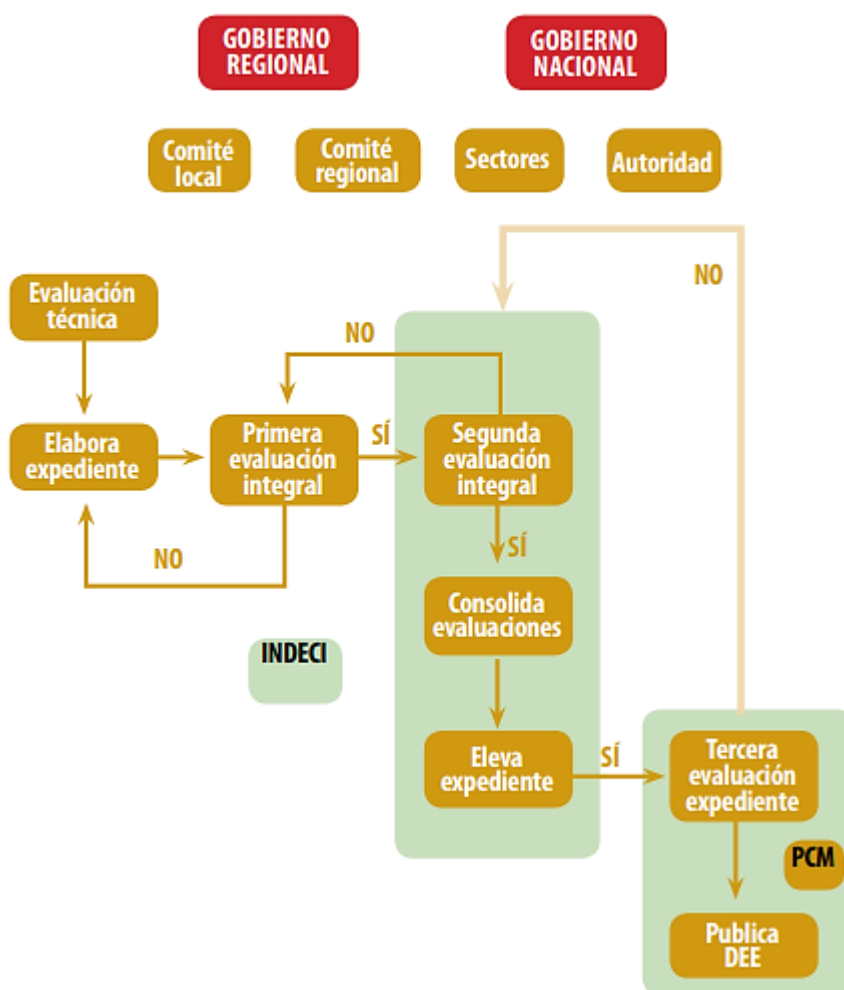 GOBIERNO
REGIONAL
GOBIERNO
NACIONAL
Comité
local
Comité
regional
Sectores
Autoridad
NO
Evaluación
técnica
NO
Elabora
expediente
Primera
evaluación
integral
SÍ
Segunda
evaluación
integral
NO
SÍ
Consolida
evaluaciones
INDECI
Eleva
expediente
SÍ
Tercera
evaluación
expediente
PCM
Publica
DEE